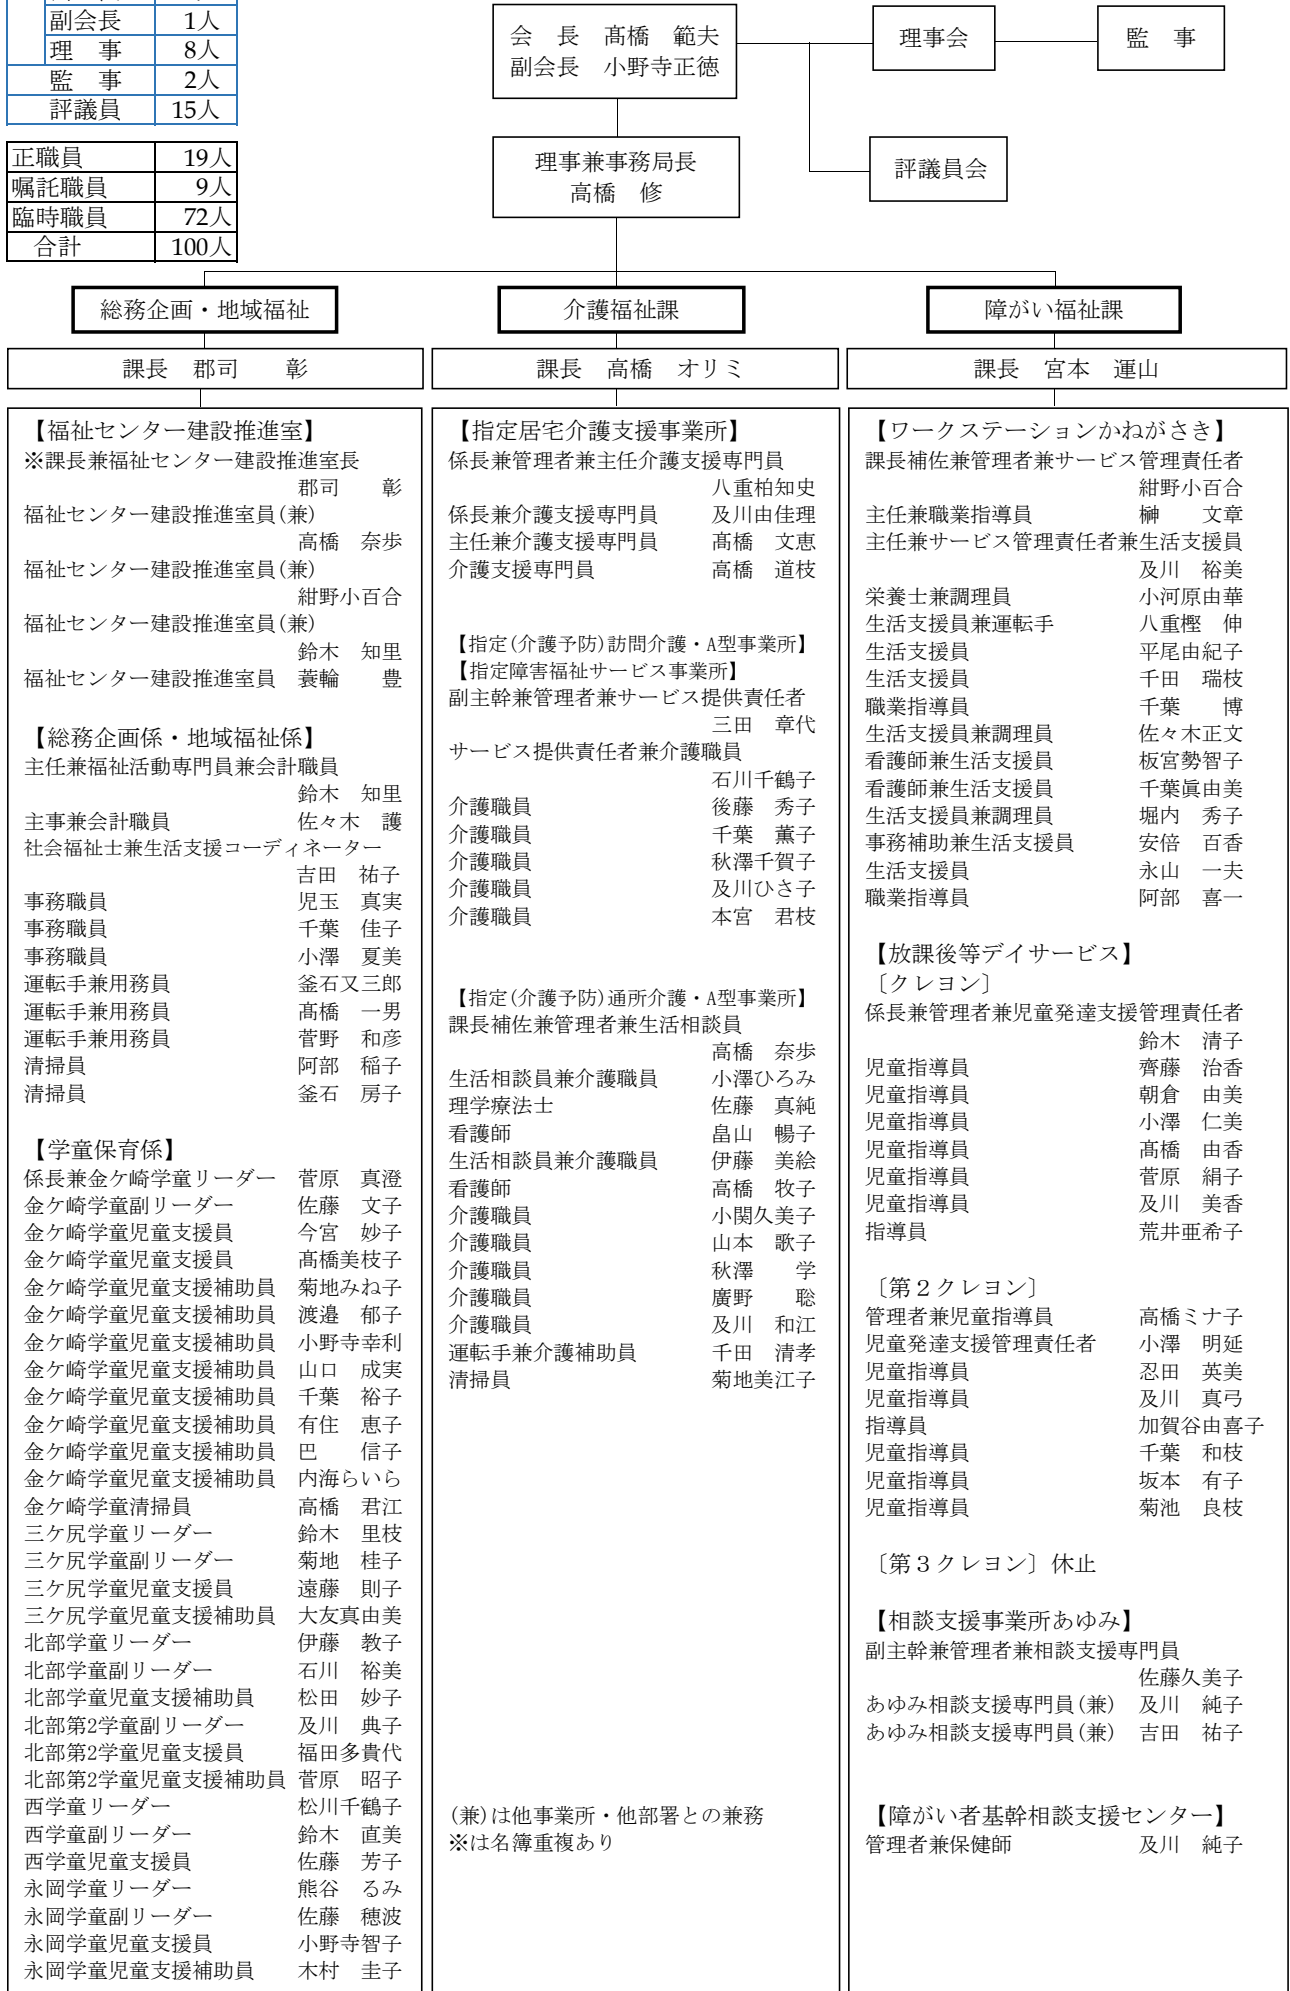 副会長　1人
理　事　8人
監　事　2人
評議員　15人
正職員　19人
嘱託職員　9人
臨時職員　72人
合計　100人
会　長　髙橋　範夫
副会長　小野寺正徳
理事会
監　事
理事兼事務局長
高橋　修
評議員会
総務企画・地域福祉
介護福祉課
障がい福祉課
課長　郡司　　彰
課長　高橋　オリミ
課長　宮本　運山
【福祉センター建設推進室】
※課長兼福祉センター建設推進室長
郡司　　彰
福祉センター建設推進室員(兼)
高橋　奈歩
福祉センター建設推進室員(兼)
紺野小百合
福祉センター建設推進室員(兼)
鈴木　知里
福祉センター建設推進室員　蓑輪　　豊
【総務企画係・地域福祉係】
主任兼福祉活動専門員兼会計職員
鈴木　知里
主事兼会計職員　佐々木　護
社会福祉士兼生活支援コーディネーター
吉田　祐子
事務職員　児玉　真実
事務職員　千葉　佳子
事務職員　小澤　夏美
運転手兼用務員　釜石又三郎
運転手兼用務員　髙橋　一男
運転手兼用務員　菅野　和彦
清掃員　阿部　稲子
清掃員　釜石　房子
【学童保育係】
係長兼金ケ崎学童リーダー　菅原　真澄
金ケ崎学童副リーダー　佐藤　文子
金ケ崎学童児童支援員　今宮　妙子
金ケ崎学童児童支援員　髙橋美枝子
金ケ崎学童児童支援補助員　菊地みね子
金ケ崎学童児童支援補助員　渡邉　郁子
金ケ崎学童児童支援補助員　小野寺幸利
金ケ崎学童児童支援補助員　山口　成実
金ケ崎学童児童支援補助員　千葉　裕子
金ケ崎学童児童支援補助員　有住　恵子
金ケ崎学童児童支援補助員　巴　　信子
金ケ崎学童児童支援補助員　内海らいら
金ケ崎学童清掃員　高橋　君江
三ケ尻学童リーダー　鈴木　里枝
三ケ尻学童副リーダー　菊地　桂子
三ケ尻学童児童支援員　遠藤　則子
三ケ尻学童児童支援補助員　大友真由美
北部学童リーダー　伊藤　教子
北部学童副リーダー　石川　裕美
北部学童児童支援補助員　松田　妙子
北部第2学童副リーダー　及川　典子
北部第2学童児童支援員　福田多貴代
北部第2学童児童支援補助員　菅原　昭子
西学童リーダー　松川千鶴子
西学童副リーダー　鈴木　直美
西学童児童支援員　佐藤　芳子
永岡学童リーダー　熊谷　るみ
永岡学童副リーダー　佐藤　穂波
永岡学童児童支援員　小野寺智子
永岡学童児童支援補助員　木村　圭子
【指定居宅介護支援事業所】
係長兼管理者兼主任介護支援専門員
八重柏知史
係長兼介護支援専門員　及川由佳理
主任兼介護支援専門員　髙橋　文恵
介護支援専門員　高橋　道枝
【指定(介護予防)訪問介護・A型事業所】
【指定障害福祉サービス事業所】
副主幹兼管理者兼サービス提供責任者
三田　章代
サービス提供責任者兼介護職員
石川千鶴子
介護職員　後藤　秀子
介護職員　千葉　薫子
介護職員　秋澤千賀子
介護職員　及川ひさ子
介護職員　本宮　君枝
【指定(介護予防)通所介護・A型事業所】
課長補佐兼管理者兼生活相談員
高橋　奈歩
生活相談員兼介護職員　小澤ひろみ
理学療法士　佐藤　真純
看護師　畠山　暢子
生活相談員兼介護職員　伊藤　美絵
看護師　高橋　牧子
介護職員　小関久美子
介護職員　山本　歌子
介護職員　秋澤　　学
介護職員　廣野　　聡
介護職員　及川　和江
運転手兼介護補助員　千田　清孝
清掃員　菊地美江子
(兼)は他事業所・他部署との兼務
※は名簿重複あり
【ワークステーションかねがさき】
課長補佐兼管理者兼サービス管理責任者
紺野小百合
主任兼職業指導員　榊　　文章
主任兼サービス管理責任者兼生活支援員
及川　裕美
栄養士兼調理員　小河原由華
生活支援員兼運転手　八重樫　伸
生活支援員　平尾由紀子
生活支援員　千田　瑞枝
職業指導員　千葉　　博
生活支援員兼調理員　佐々木正文
看護師兼生活支援員　板宮勢智子
看護師兼生活支援員　千葉眞由美
生活支援員兼調理員　堀内　秀子
事務補助兼生活支援員　安倍　百香
生活支援員　永山　一夫
職業指導員　阿部　喜一
【放課後等デイサービス】
〔クレヨン〕
係長兼管理者兼児童発達支援管理責任者
鈴木　清子
児童指導員　齊藤　治香
児童指導員　朝倉　由美
児童指導員　小澤　仁美
児童指導員　髙橋　由香
児童指導員　菅原　絹子
児童指導員　及川　美香
指導員　荒井亜希子
〔第２クレヨン〕
管理者兼児童指導員　高橋ミナ子
児童発達支援管理責任者　小澤　明延
児童指導員　忍田　英美
児童指導員　及川　真弓
指導員　加賀谷由喜子
児童指導員　千葉　和枝
児童指導員　坂本　有子
児童指導員　菊池　良枝
〔第３クレヨン〕休止
【相談支援事業所あゆみ】
副主幹兼管理者兼相談支援専門員
佐藤久美子
あゆみ相談支援専門員(兼)　及川　純子
あゆみ相談支援専門員(兼)　吉田　祐子
【障がい者基幹相談支援センター】
管理者兼保健師　及川　純子